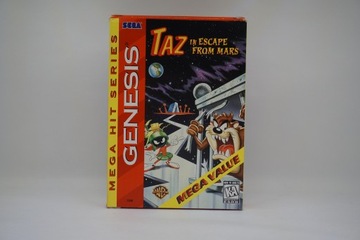 MEGA HIT SERIES
GENESIS
SEGA
TAZ in ESCAPE
FROM MARS
MEGA VALUE
K-A